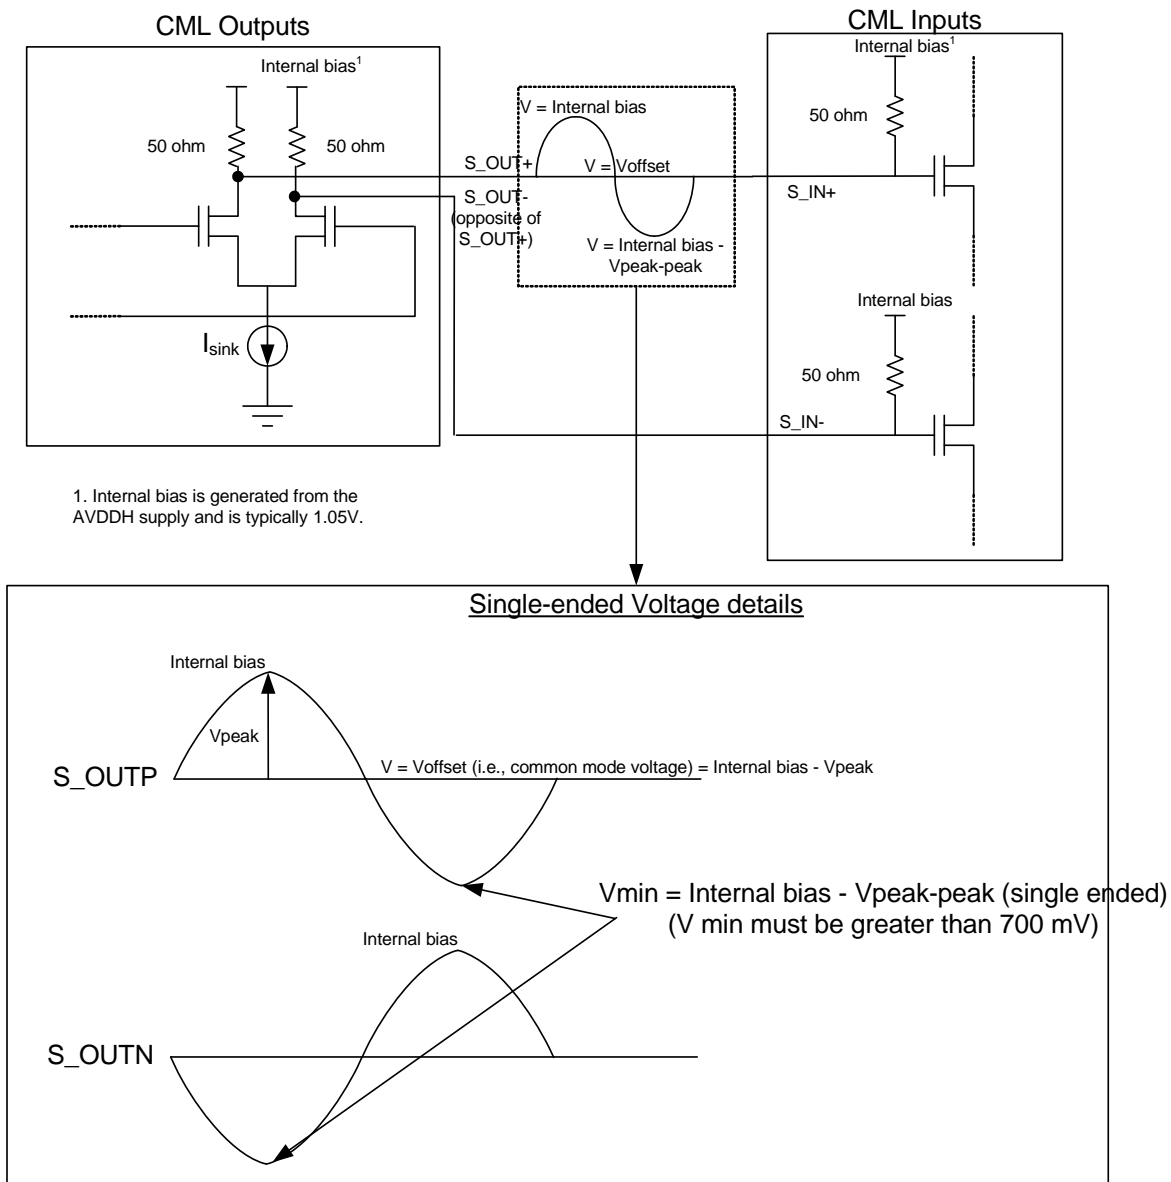 CML Outputs
CML Inputs
Internal bias¹
50 ohm
50 ohm
Isink
V = Internal bias
S_OUT+
V = Voffset
S_OUT-
(opposite of
S_OUT+)
V = Internal bias -
Vpeak-peak
Internal bias¹
50 ohm
S_IN+
Internal bias
50 ohm
S_IN-
1. Internal bias is generated from the
AVDDH supply and is typically 1.05V.
Single-ended Voltage details
Internal bias
Vpeak
S_OUTP
V = Voffset (i.e., common mode voltage) = Internal bias - Vpeak
Vmin = Internal bias - Vpeak-peak (single ended)
(V min must be greater than 700 mV)
Internal bias
S_OUTN